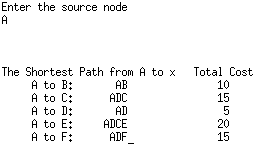 Enter the source node
A
The Shortest Path from A to x Total Cost
A to B: AB 10
A to C: ADC 15
A to D: AD 5
A to E: ADCE 20
A to F: ADF_ 15